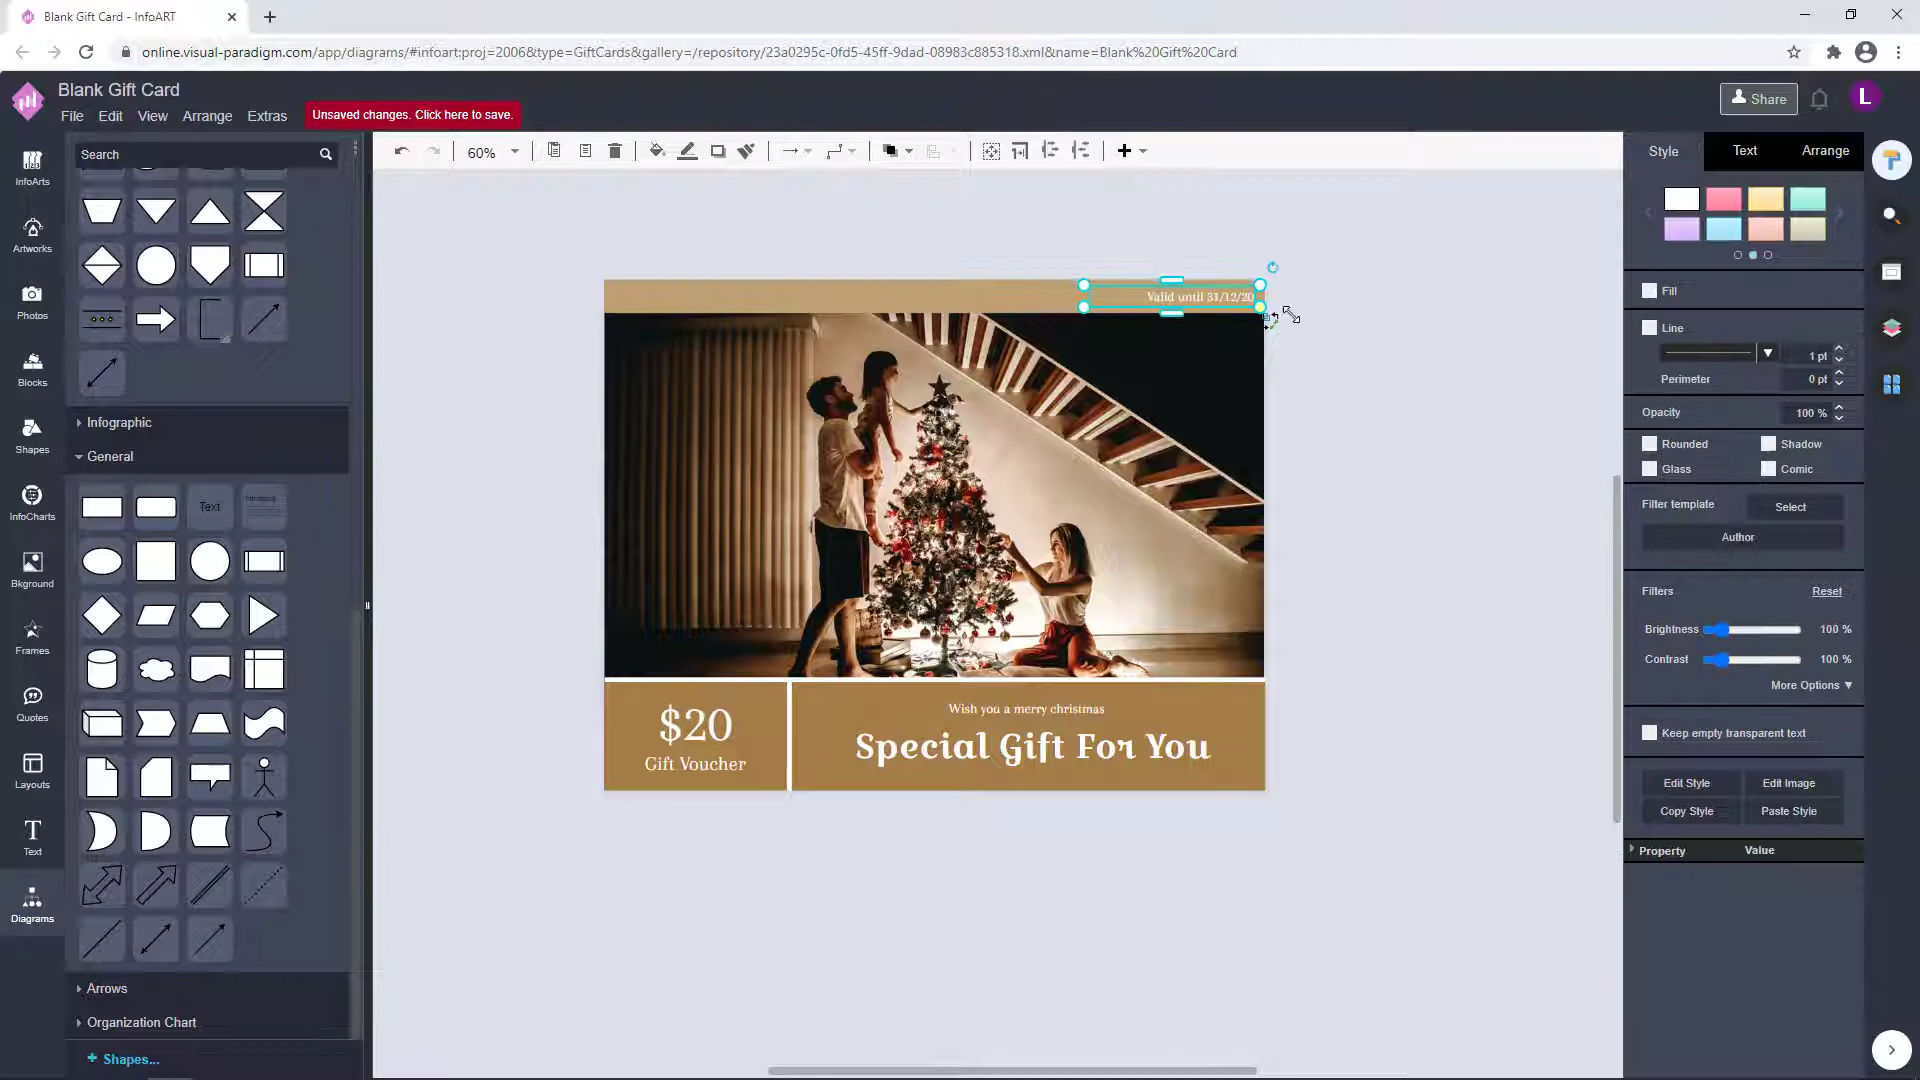 Blank Gift Card - InfoART
online.visual-paradigm.com/app/diagrams/#infoart:proj=2006&type=GiftCards&gallery=/repository/23a0295c-0fd5-45ff-9dad-08983c885318.xml&name=Blank%20Gift%20Card
Blank Gift Card
File Edit View Arrange Extras
Unsaved changes. Click here to save.
Share
L
Search
60%
Style Text Arrange
InfoArts
Artworks
Photos
Blocks
Shapes
InfoCharts
Bkground
Frames
Quotes
Layouts
Text
Diagrams
Infographic
General
Text
Arrows
Organization Chart
+ Shapes...
Valid until 31/12/20
$20
Gift Voucher
Wish you a merry christmas
Special Gift For You
Fill
Line
1 pt
Perimeter 0 pt
Opacity 100 %
Rounded Shadow
Glass Comic
Filter template Select
Author
Filters Reset
Brightness 100 %
Contrast 100 %
More Options ▼
Keep empty transparent text
Edit Style Edit Image
Copy Style Paste Style
Property Value